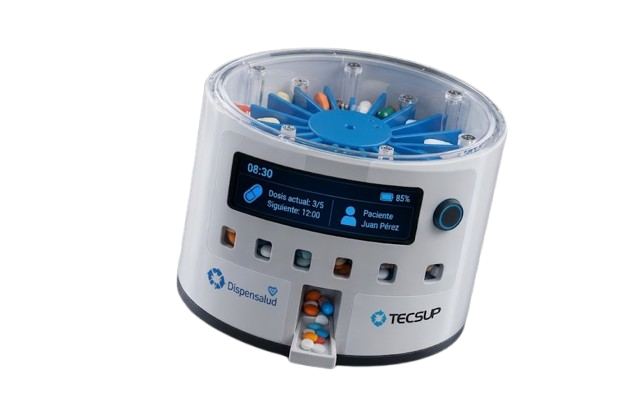 08:30
85%
Dosis actual: 3/5
Siguiente: 12:00
Paciente
Juan Pérez
Dispensalud
TECSUP